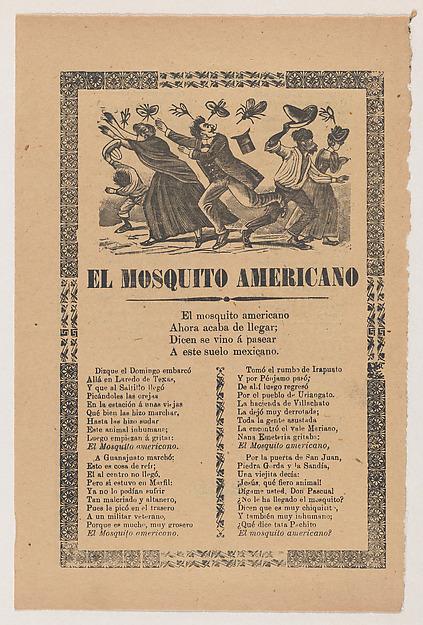 EL MOSQUITO AMERICANO
El mosquito americano
Ahora acaba de llegar;
Dicen se vino á pasear
A este suelo mexicano.
Dizque el Domingo embarcó
Allá en Laredo de Texas,
Y que al Saltillo llegó
Picándoles las orejas
En la estación á unas viejas
Qué bien las hizo marchar,
Hasta les hizo sudar
Este animal inhumano;
Luego empiezan á gritar:
El Mosquito americano.
A Guanajuato marchó;
Esto es cosa de reír;
El al centro no llegó,
Pero si estuvo en Marfil:
Ya no lo podían sufrir
Tan malcriado y altanero,
Pues le picó en el trasero
A un militar veterano,
Porque es mucho, muy grosero
El Mosquito americano.
Tomó el rumbo de Irapuato
Y por Pénjamo pasó;
De allí luego regresó
Por el pueblo de Uriangato.
La hacienda de Villachato
La dejó muy derrotada;
Toda la gente asustada
La encontró el Vale Mariano,
Nana Emeteria gritaba:
El Mosquito americano,
Por la puerta de San Juan,
Piedra Gorda y la Sandía,
Una viejita decía:
¡Jesús, qué fiero animal!
Dígame usted, Don Pascual
¿No le ha llegado el mosquito?
Dicen que es muy chiquiito,
Y también muy inhumano;
¿Qué dice tata Pachito
El mosquito americano?